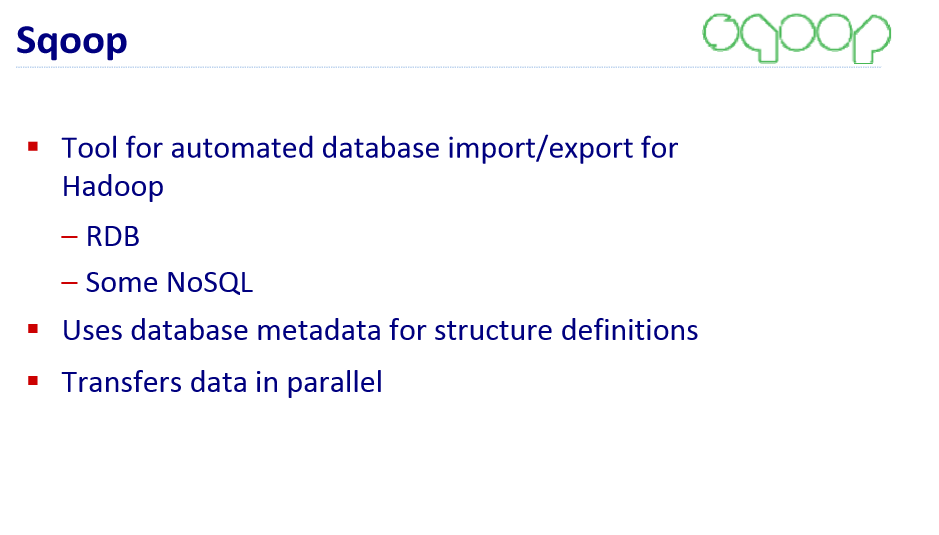 Sqoop
sqoop
▪ Tool for automated database import/export for
Hadoop
– RDB
– Some NoSQL
▪ Uses database metadata for structure definitions
▪ Transfers data in parallel